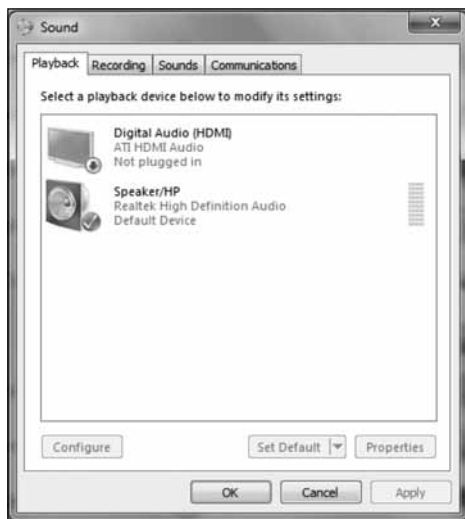 Sound
Playback Recording Sounds Communications
Select a playback device below to modify its settings:
Digital Audio (HDMI)
ATI HDMI Audio
Not plugged in
Speaker/HP
Realtek High Definition Audio
Default Device
Configure Set Default Properties
OK Cancel Apply